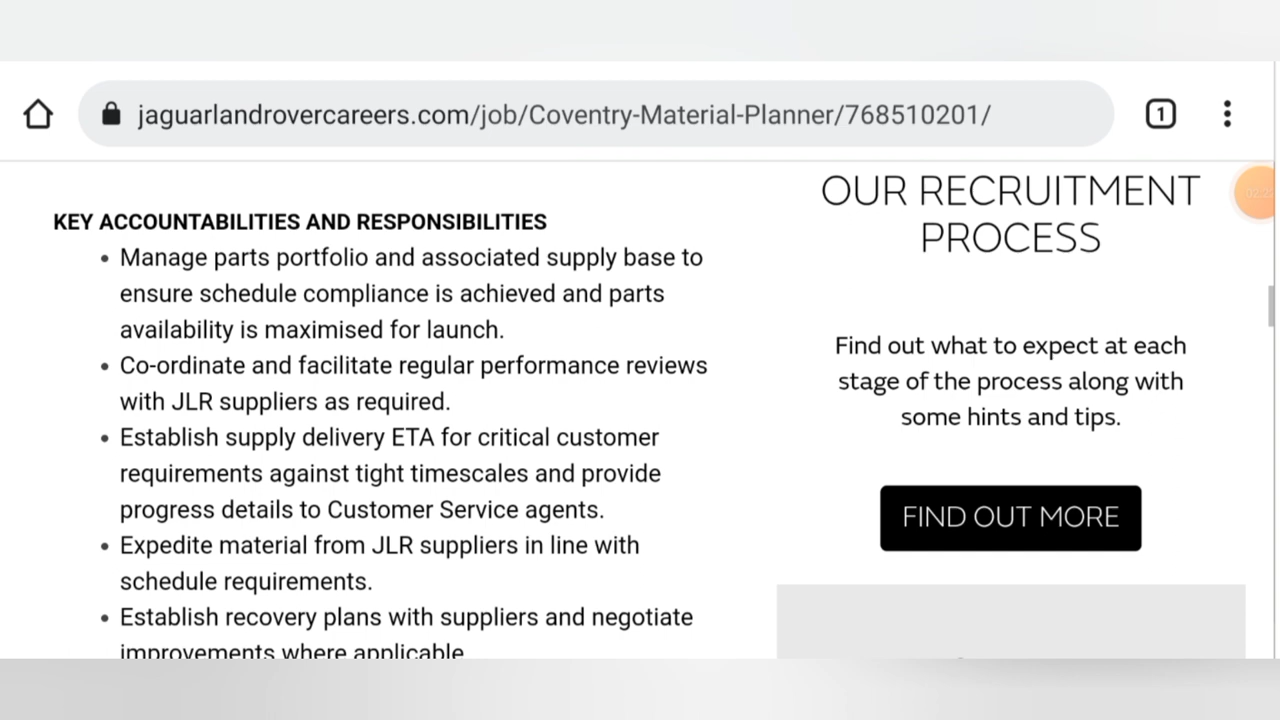 jaguarlandrovercareers.com/job/Coventry-Material-Planner/768510201/
1
KEY ACCOUNTABILITIES AND RESPONSIBILITIES
• Manage parts portfolio and associated supply base to
ensure schedule compliance is achieved and parts
availability is maximised for launch.
• Co-ordinate and facilitate regular performance reviews
with JLR suppliers as required.
• Establish supply delivery ETA for critical customer
requirements against tight timescales and provide
progress details to Customer Service agents.
• Expedite material from JLR suppliers in line with
schedule requirements.
• Establish recovery plans with suppliers and negotiate
improvements where applicable
OUR RECRUITMENT
PROCESS
Find out what to expect at each
stage of the process along with
some hints and tips.
FIND OUT MORE